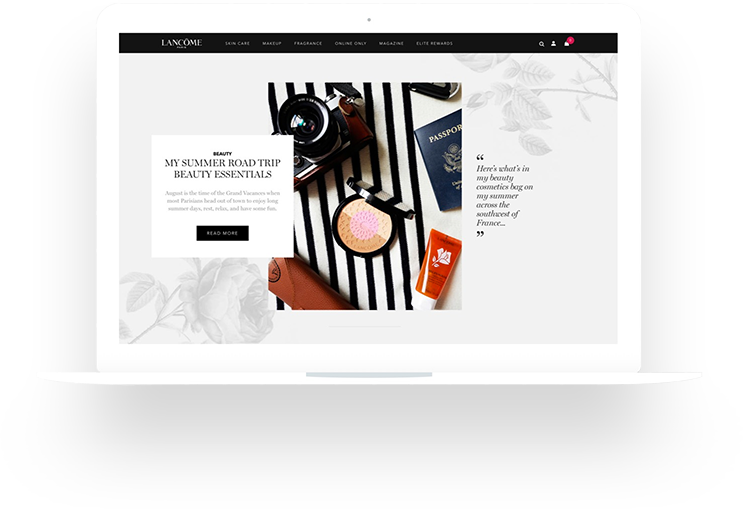 LANCÔME
PARIS
SKIN CARE MAKEUP FRAGRANCE ONLINE ONLY MAGAZINE ELITE REWARDS
BEAUTY
MY SUMMER ROAD TRIP
BEAUTY ESSENTIALS
August is the time of the Grand Vacances when
most Parisians head out of town to enjoy long
summer days, rest, relax, and have some fun.
READ MORE
PASSPORT
United
of
“
Here's what's in
my beauty
cosmetics bag on
my summer
across the
southwest of
France...
”